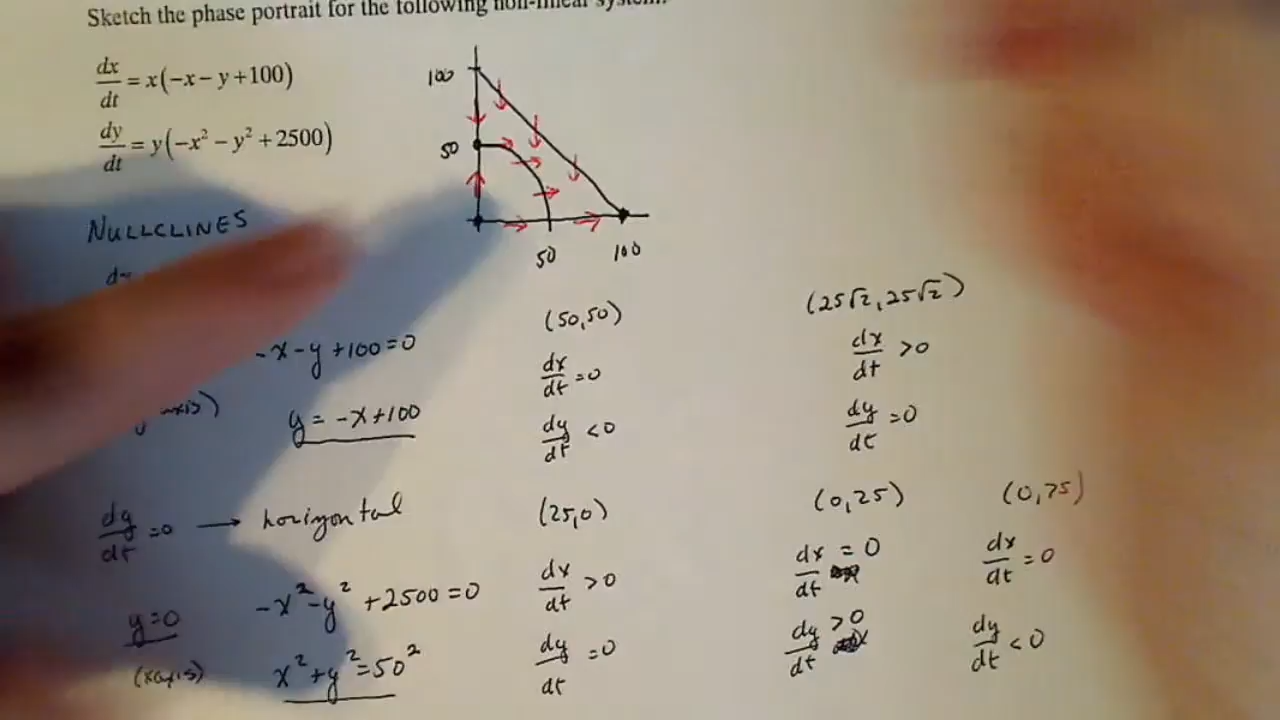 Sketch the phase portrait for the following non-linear system.
dx/dt = x(-x - y + 100)
dy/dt = y(-x² - y² + 2500)
100
50
50
100
NULLCLINES
-x-y+100=0
y = -x+100
dy/dt =0 → horizontal
y=0
(x axis)
-x²-y²+2500=0
x²+y²=50²
(50,50)
dx/dt =0
dy/dt <0
(25,0)
dx/dt >0
dy/dt =0
(25√2, 25√2)
dx/dt >0
dy/dt =0
(0,25)
dx/dt = 0
dy/dt >0
(0,75)
dx/dt =0
dy/dt <0